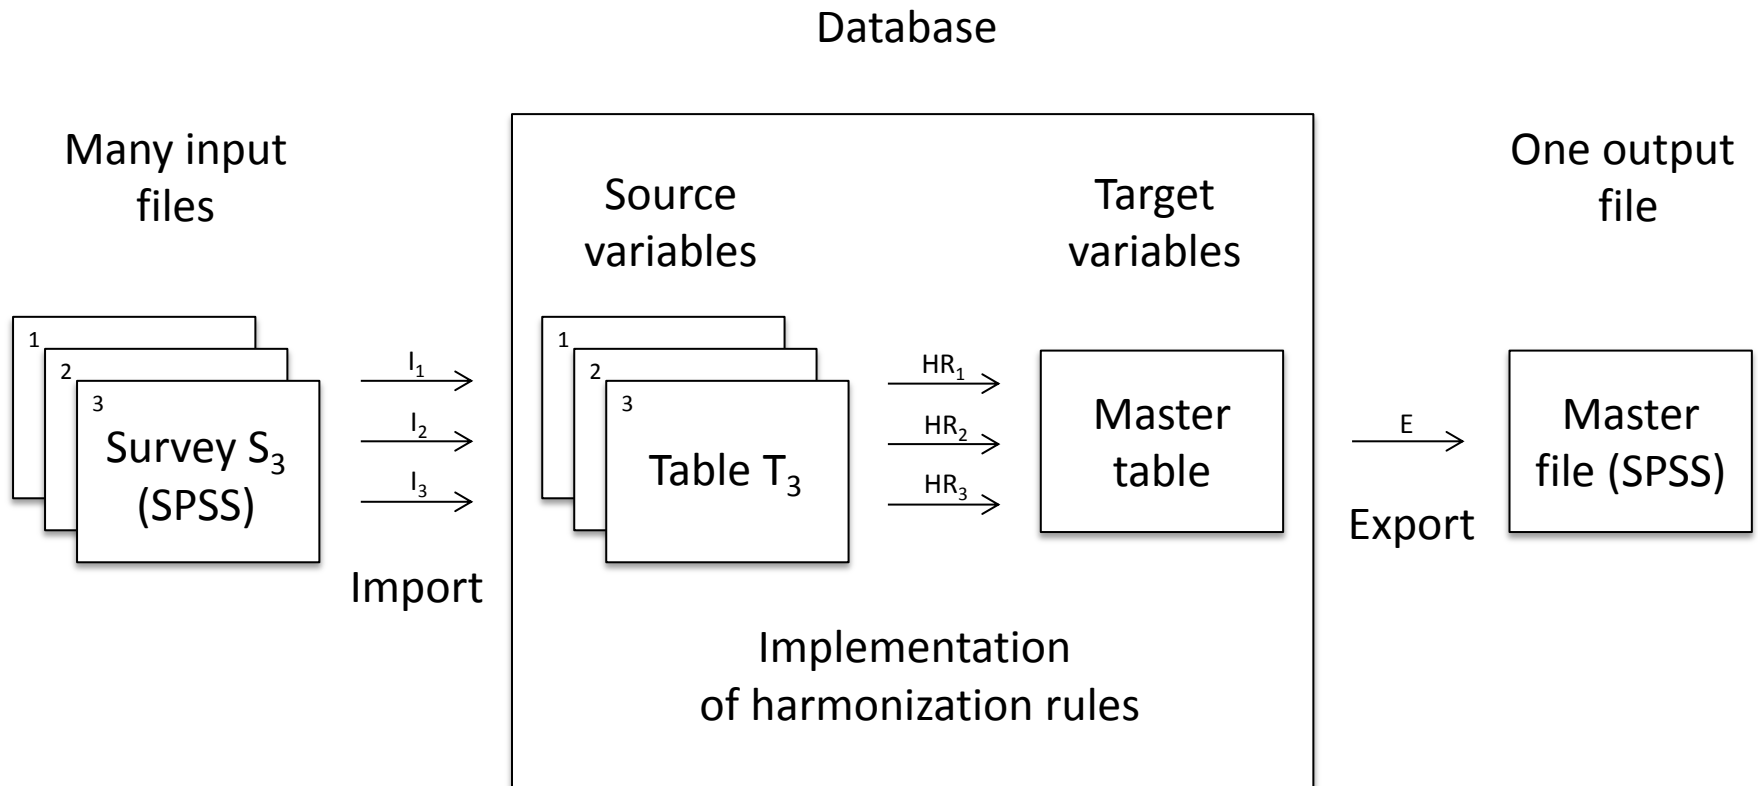 Database
Many input
files
Source
variables
Target
variables
One output
file
1
2
3
Survey S₃
(SPSS)
I₁
I₂
I₃
Import
1
2
3
Table T₃
HR₁
HR₂
HR₃
Master
table
E
Export
Master
file (SPSS)
Implementation
of harmonization rules